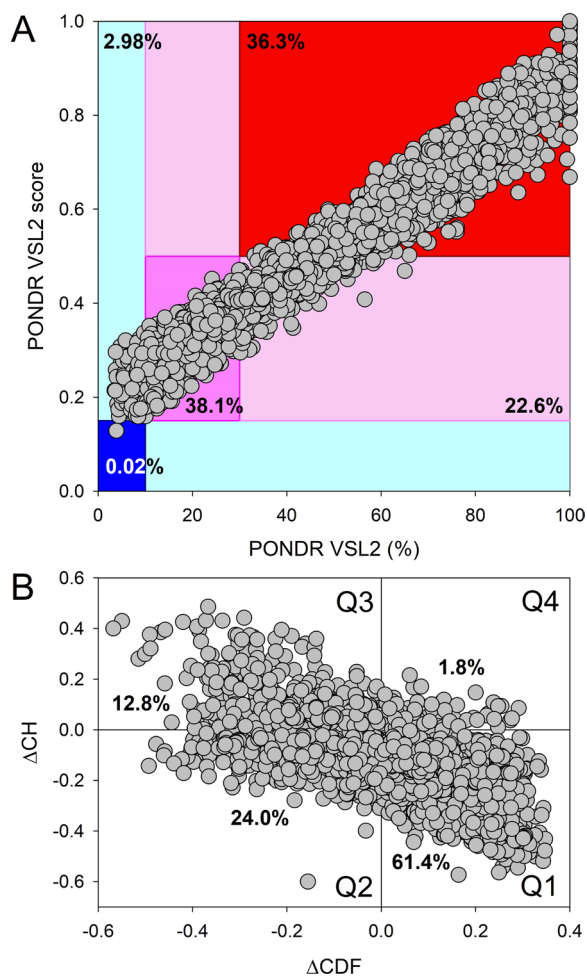 A
1.0
2.98%
36.3%
0.8
0.6
PONDR VSL2 score
0.4
38.1%
22.6%
0.2
0.02%
0.0
0 20 40 60 80 100
PONDR VSL2 (%)
B
0.6
Q3
Q4
0.4
0.2
1.8%
12.8%
0.0
ΔCH
-0.2
24.0%
-0.4
61.4%
-0.6
Q2
Q1
-0.6 -0.4 -0.2 0.0 0.2 0.4
ΔCDF